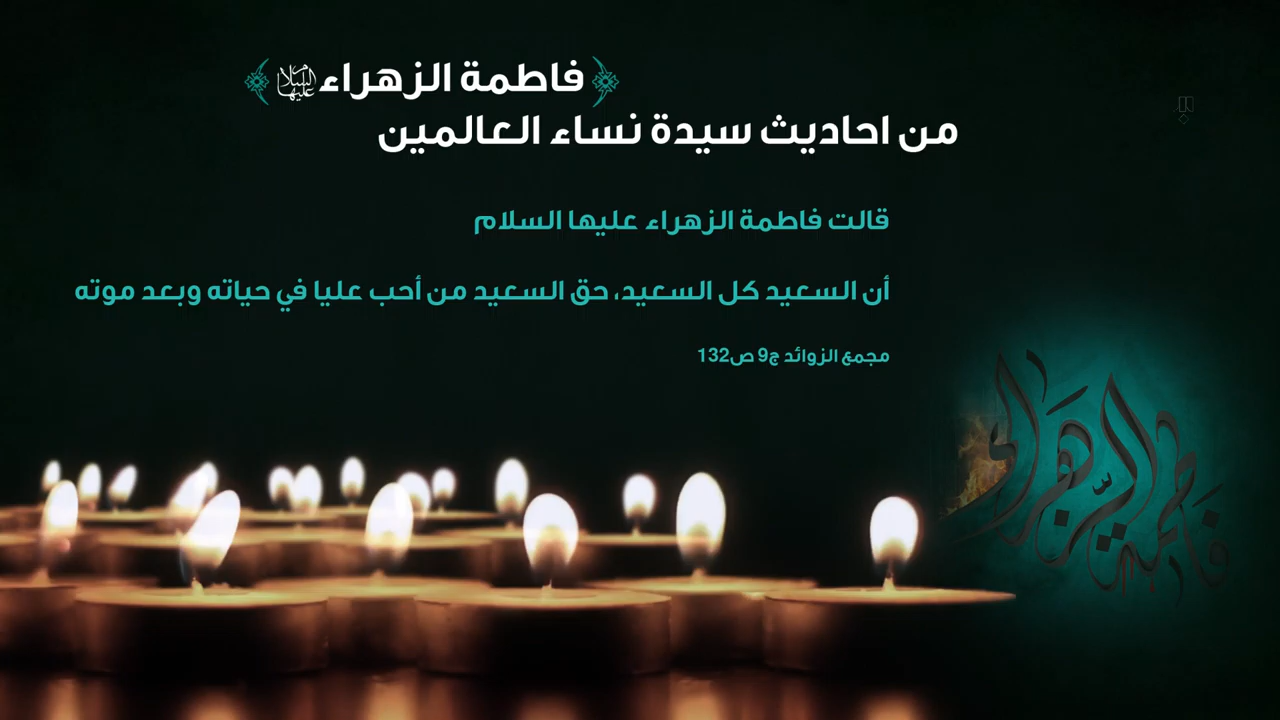 ﴿فاطمة الزهراء عليها السلام﴾
من احاديث سيدة نساء العالمين
قالت فاطمة الزهراء عليها السلام
أن السعيد كل السعيد، حق السعيد من أحب عليا في حياته وبعد موته
مجمع الزوائد ج9 ص132
فاطمة الزهراء